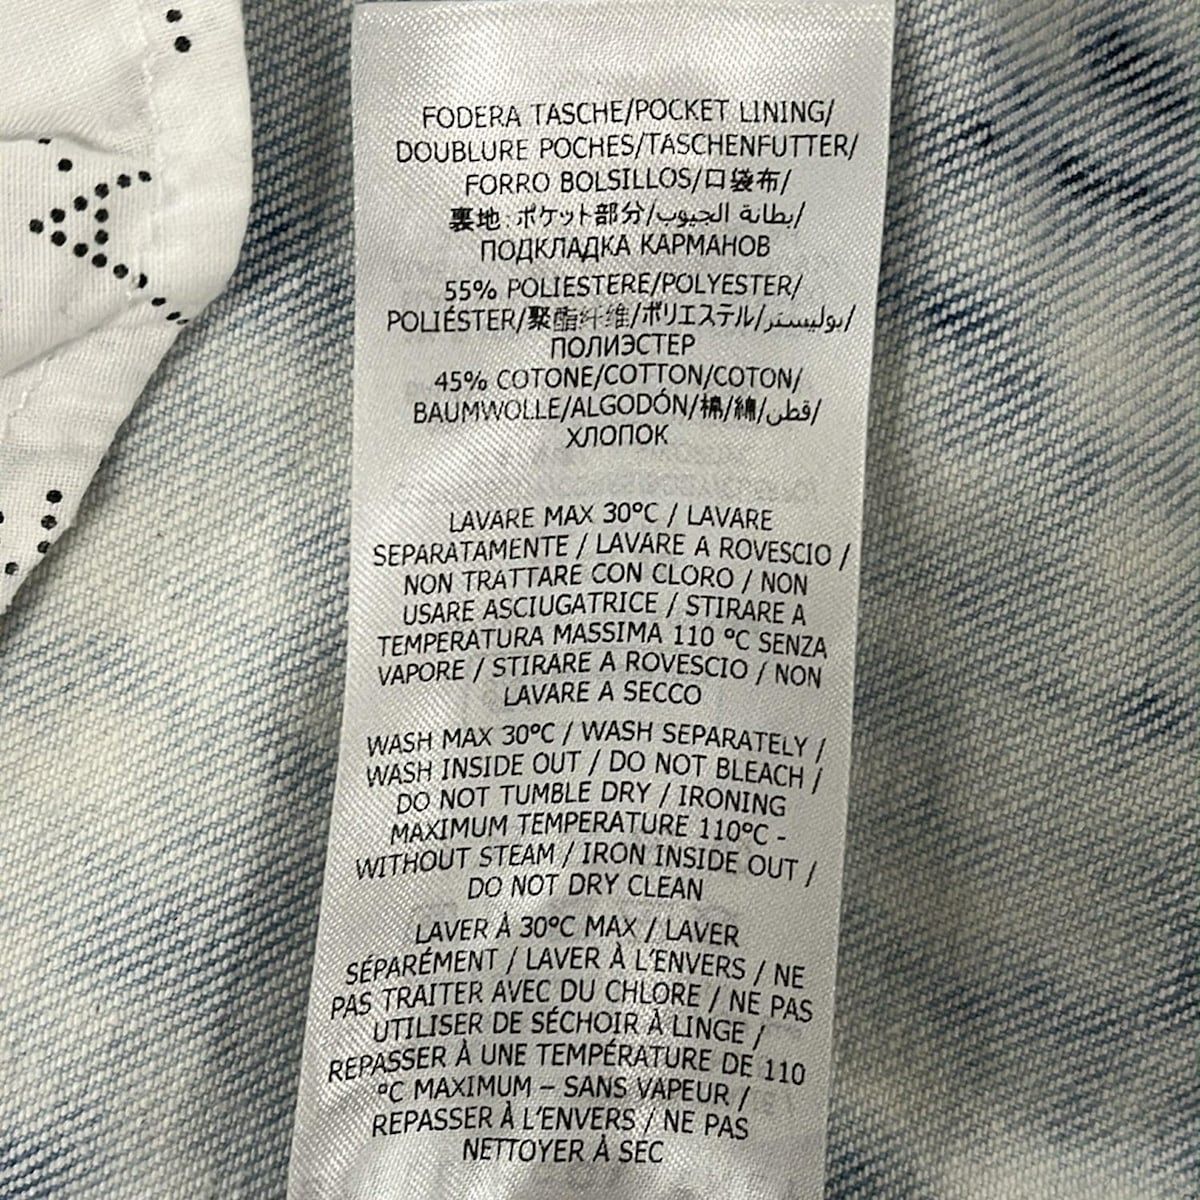 FODERA TASCHE/POCKET LINING/
DOUBLURE POCHES/TASCHENFUTTER/
FORRO BOLSILLOS/口袋布/
裏地:ポケット部分/بطانة الجيوب/
ПОДКЛАДКА КАРМАНОВ
55% POLIESTERE/POLYESTER/
POLIÉSTER/聚酯纤维/ポリエステル/بوليستر/
ПОЛИЭСТЕР
45% COTONE/COTTON/COTON/
BAUMWOLLE/ALGODÓN/棉/綿/قطن/
ХЛОПОК
LAVARE MAX 30°C / LAVARE
SEPARATAMENTE / LAVARE A ROVESCIO /
NON TRATTARE CON CLORO / NON
USARE ASCIUGATRICE / STIRARE A
TEMPERATURA MASSIMA 110 °C SENZA
VAPORE / STIRARE A ROVESCIO / NON
LAVARE A SECCO
WASH MAX 30°C / WASH SEPARATELY /
WASH INSIDE OUT / DO NOT BLEACH /
DO NOT TUMBLE DRY / IRONING
MAXIMUM TEMPERATURE 110°C -
WITHOUT STEAM / IRON INSIDE OUT /
DO NOT DRY CLEAN
LAVER À 30°C MAX / LAVER
SÉPARÉMENT / LAVER À L'ENVERS / NE
PAS TRAITER AVEC DU CHLORE / NE PAS
UTILISER DE SÉCHOIR À LINGE /
REPASSER À UNE TEMPÉRATURE DE 110
°C MAXIMUM – SANS VAPEUR /
REPASSER À L'ENVERS / NE PAS
NETTOYER À SEC